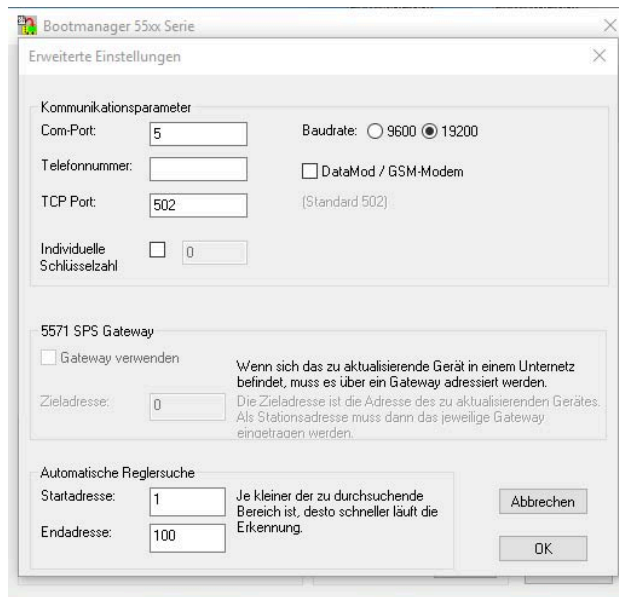 Bootmanager 55xx Serie
Erweiterte Einstellungen
Kommunikationsparameter
Com-Port: 5 Baudrate: 9600 19200
Telefonnummer: DataMod / GSM-Modem
TCP Port: 502 (Standard 502)
Individuelle
Schlüsselzahl 0
5571 SPS Gateway
Gateway verwenden
Wenn sich das zu aktualisierende Gerät in einem Unternetz
befindet, muss es über ein Gateway adressiert werden.
Zieladresse: 0
Die Zieladresse ist die Adresse des zu aktualisierenden Gerätes.
Als Stationsadresse muss dann das jeweilige Gateway
eingetragen werden.
Automatische Reglersuche
Startadresse: 1
Endadresse: 100
Je kleiner der zu durchsuchende
Bereich ist, desto schneller läuft die
Erkennung.
Abbrechen
OK